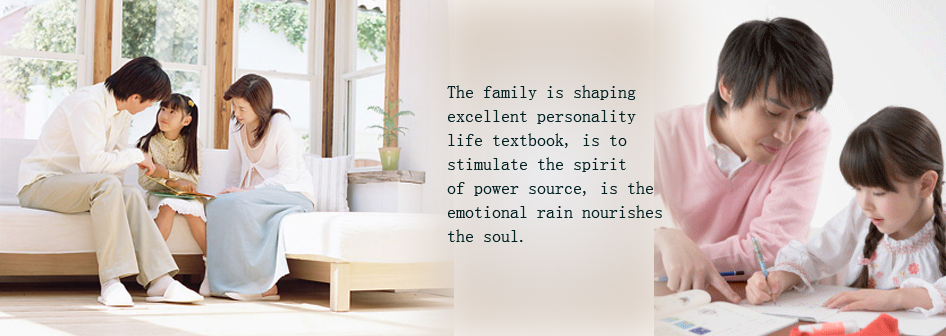 The family is shaping
excellent personality
life textbook, is to
stimulate the spirit
of power source, is the
emotional rain nourishes
the soul.